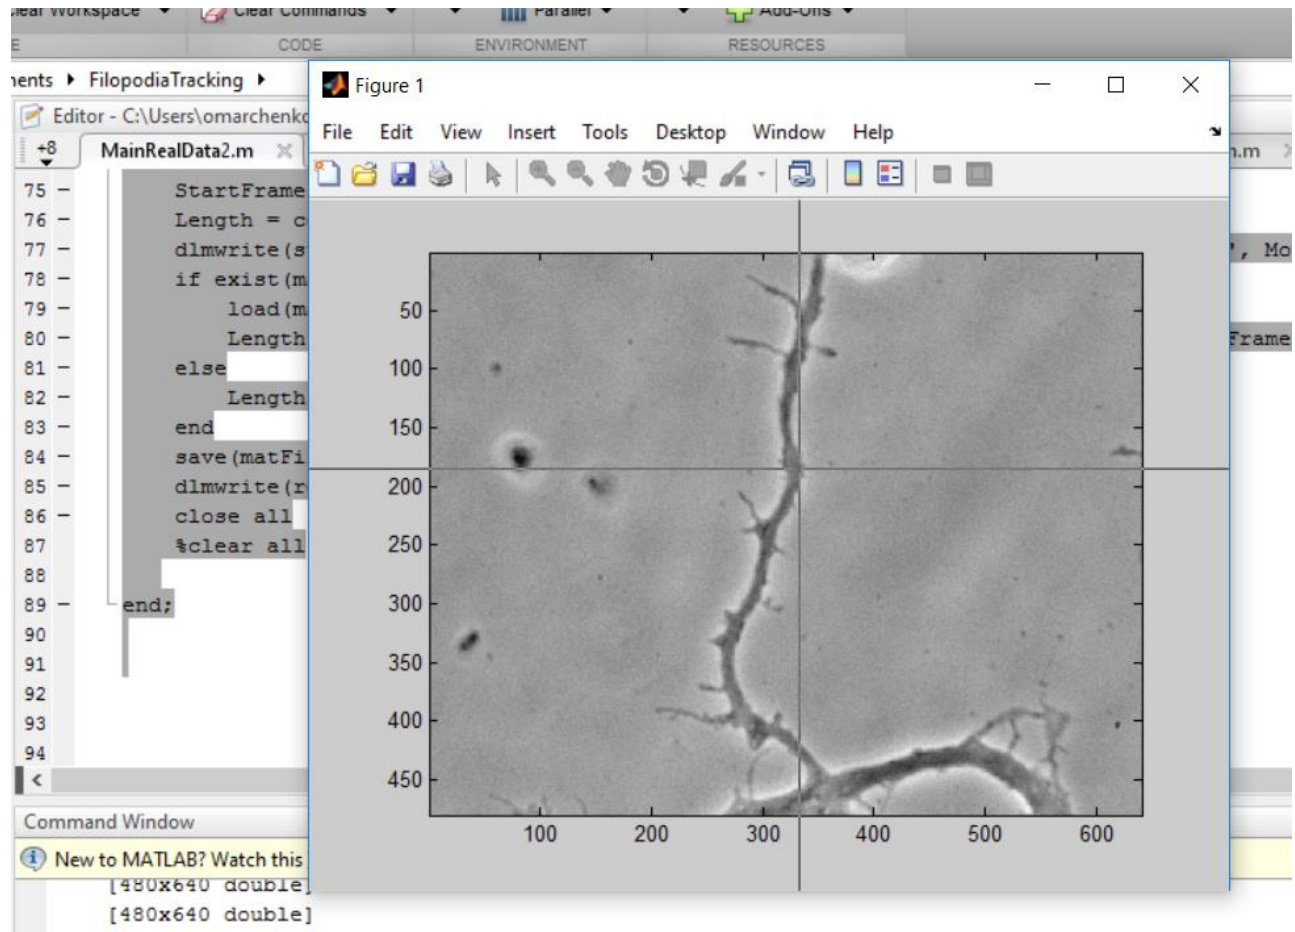 Clear Workspace Clear Commands Parallel Add-Ons
E CODE ENVIRONMENT RESOURCES
nents FilopodiaTracking
Editor - C:\Users\omarchenko
+8 MainRealData2.m n.m
75 StartFrame
76 Length = c
77 dlmwrite(s ', Mo
78 if exist(m
79 load(m
80 Length Frame
81 else
82 Length
83 end
84 save(matFi
85 dlmwrite(r
86 close all
87 %clear all
88
89 end;
90
91
92
93
94
Command Window
New to MATLAB? Watch this
[480x640 double]
[480x640 double]
Figure 1
File Edit View Insert Tools Desktop Window Help
50
100
150
200
250
300
350
400
450
100 200 300 400 500 600